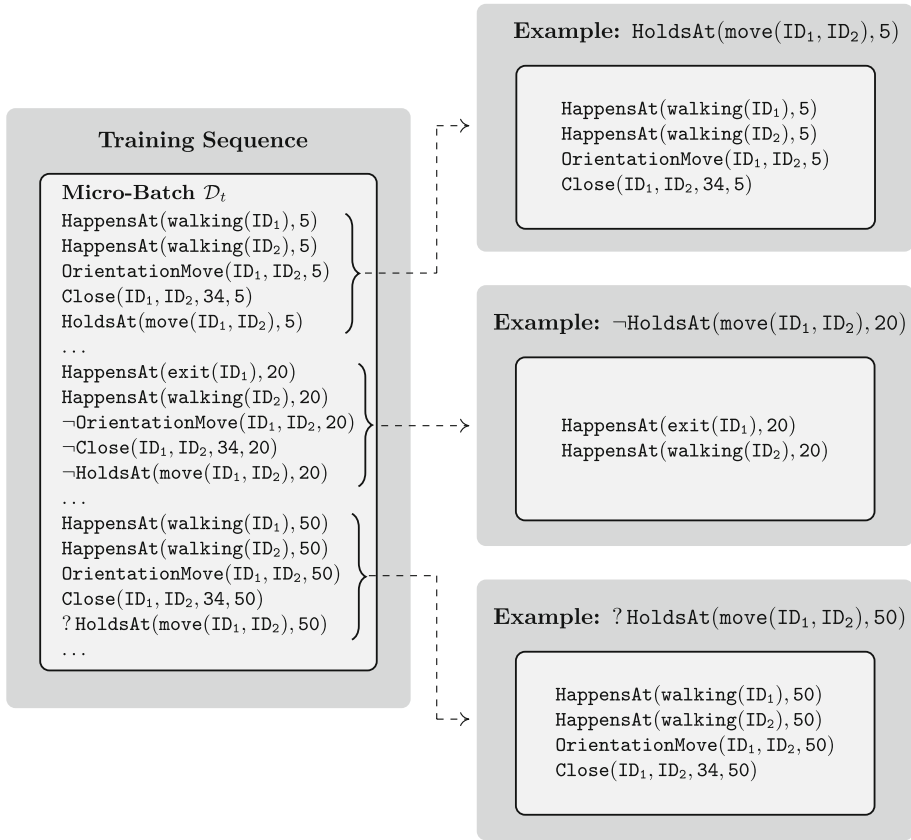 Training Sequence
Micro-Batch 𝒟ₜ
HappensAt(walking(ID₁), 5)
HappensAt(walking(ID₂), 5)
OrientationMove(ID₁, ID₂, 5)
Close(ID₁, ID₂, 34, 5)
HoldsAt(move(ID₁, ID₂), 5)
...
HappensAt(exit(ID₁), 20)
HappensAt(walking(ID₂), 20)
¬OrientationMove(ID₁, ID₂, 20)
¬Close(ID₁, ID₂, 34, 20)
¬HoldsAt(move(ID₁, ID₂), 20)
...
HappensAt(walking(ID₁), 50)
HappensAt(walking(ID₂), 50)
OrientationMove(ID₁, ID₂, 50)
Close(ID₁, ID₂, 34, 50)
? HoldsAt(move(ID₁, ID₂), 50)
...
Example: HoldsAt(move(ID₁, ID₂), 5)
HappensAt(walking(ID₁), 5)
HappensAt(walking(ID₂), 5)
OrientationMove(ID₁, ID₂, 5)
Close(ID₁, ID₂, 34, 5)
Example: ¬HoldsAt(move(ID₁, ID₂), 20)
HappensAt(exit(ID₁), 20)
HappensAt(walking(ID₂), 20)
Example: ? HoldsAt(move(ID₁, ID₂), 50)
HappensAt(walking(ID₁), 50)
HappensAt(walking(ID₂), 50)
OrientationMove(ID₁, ID₂, 50)
Close(ID₁, ID₂, 34, 50)